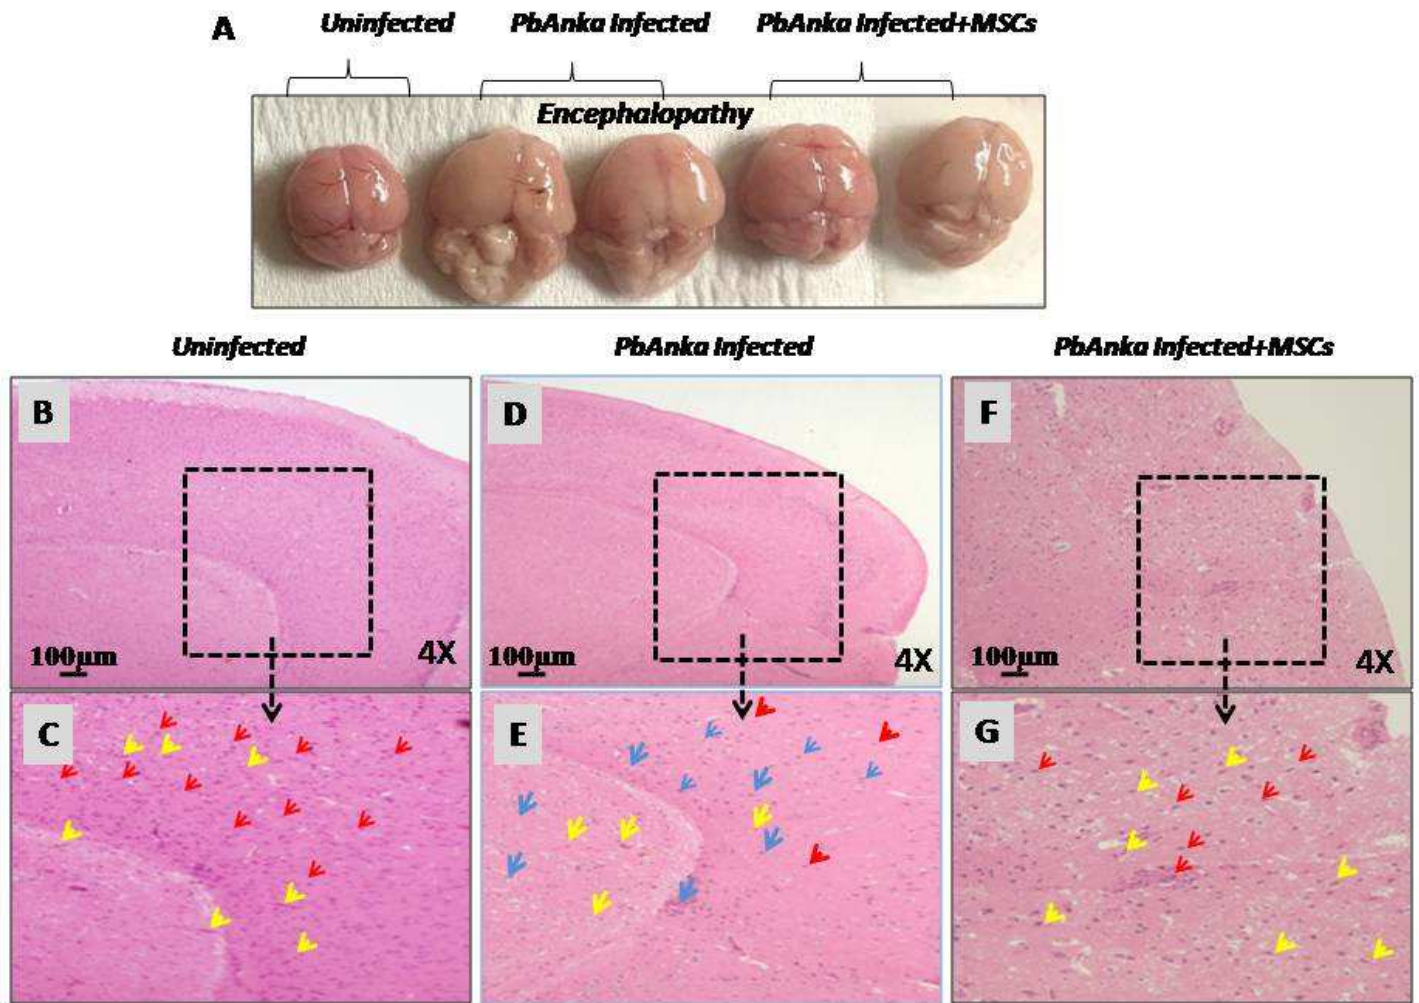 A
Uninfected PbAnka Infected PbAnka Infected+MSCs
Encephalopathy
Uninfected PbAnka Infected PbAnka Infected+MSCs
B D F
100µm 4X 100µm 4X 100µm 4X
C E G